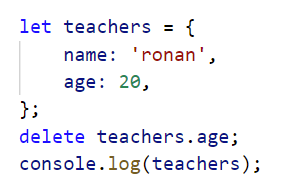 let teachers = {
    name: 'ronan',
    age: 20,
};
delete teachers.age;
console.log(teachers);